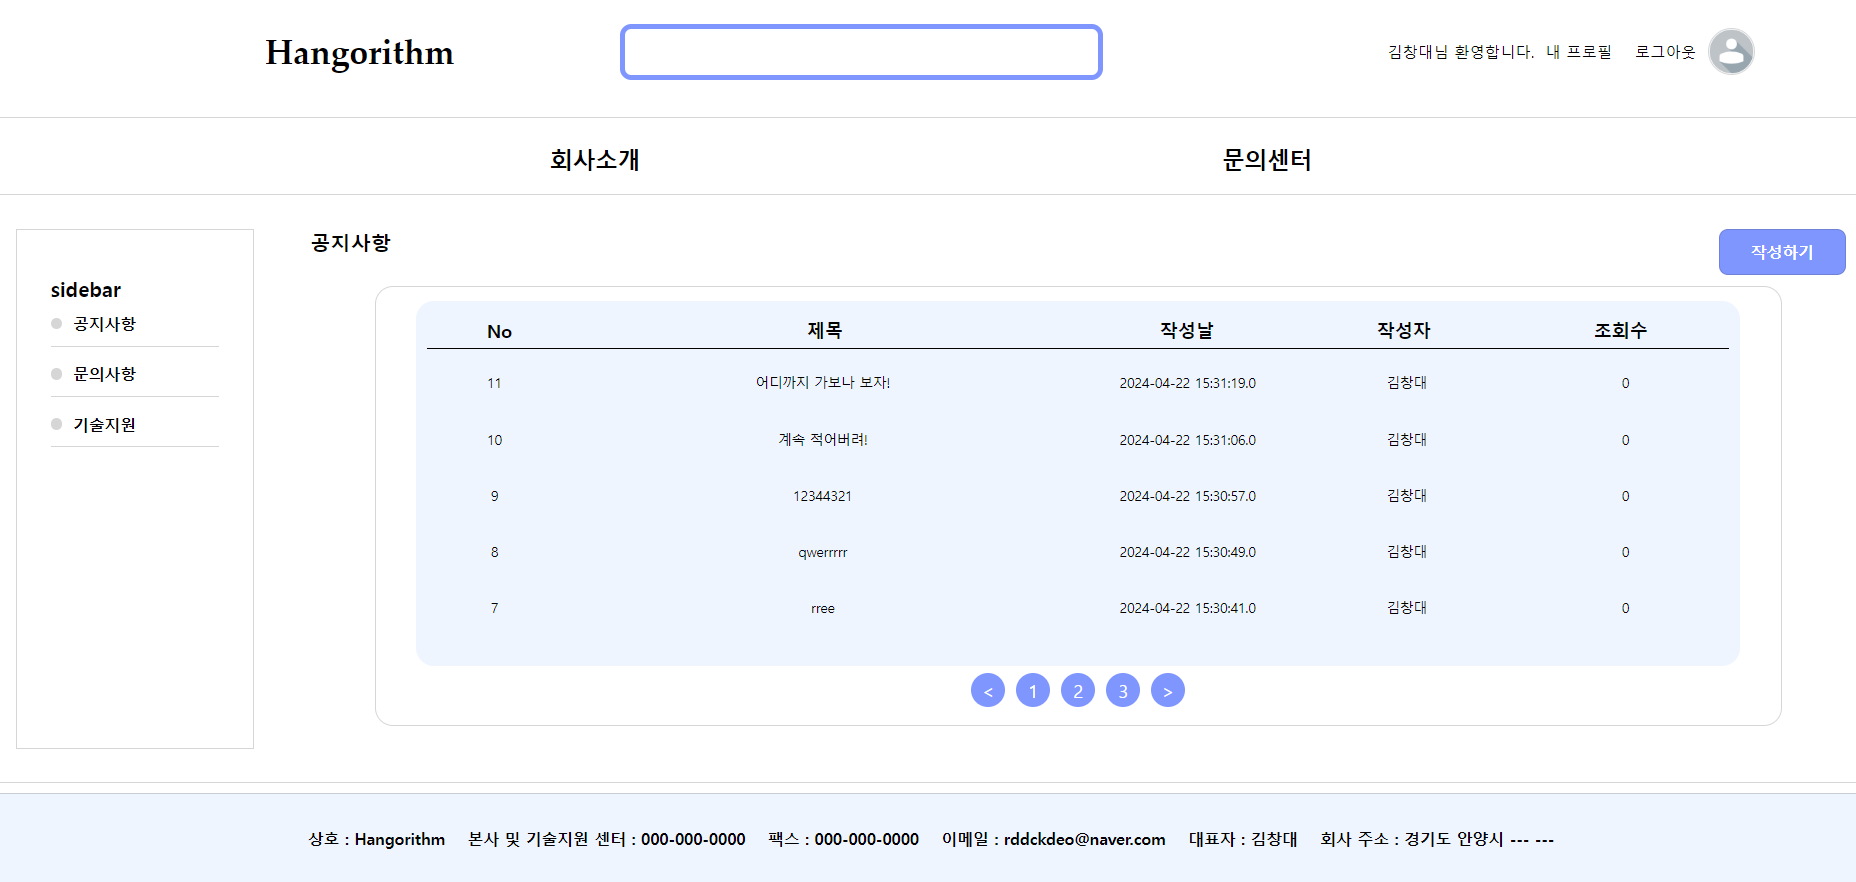 Hangorithm
김창대님 환영합니다. 내 프로필 로그아웃
회사소개 문의센터
sidebar
공지사항
문의사항
기술지원
공지사항
작성하기
No 제목 작성날 작성자 조회수
11 어디까지 가보나 보자! 2024-04-22 15:31:19.0 김창대 0
10 계속 적어버려! 2024-04-22 15:31:06.0 김창대 0
9 12344321 2024-04-22 15:30:57.0 김창대 0
8 qwerrrrr 2024-04-22 15:30:49.0 김창대 0
7 rree 2024-04-22 15:30:41.0 김창대 0
< 1 2 3 >
상호 : Hangorithm 본사 및 기술지원 센터 : 000-000-0000 팩스 : 000-000-0000 이메일 : rddckdeo@naver.com 대표자 : 김창대 회사 주소 : 경기도 안양시 --- ---